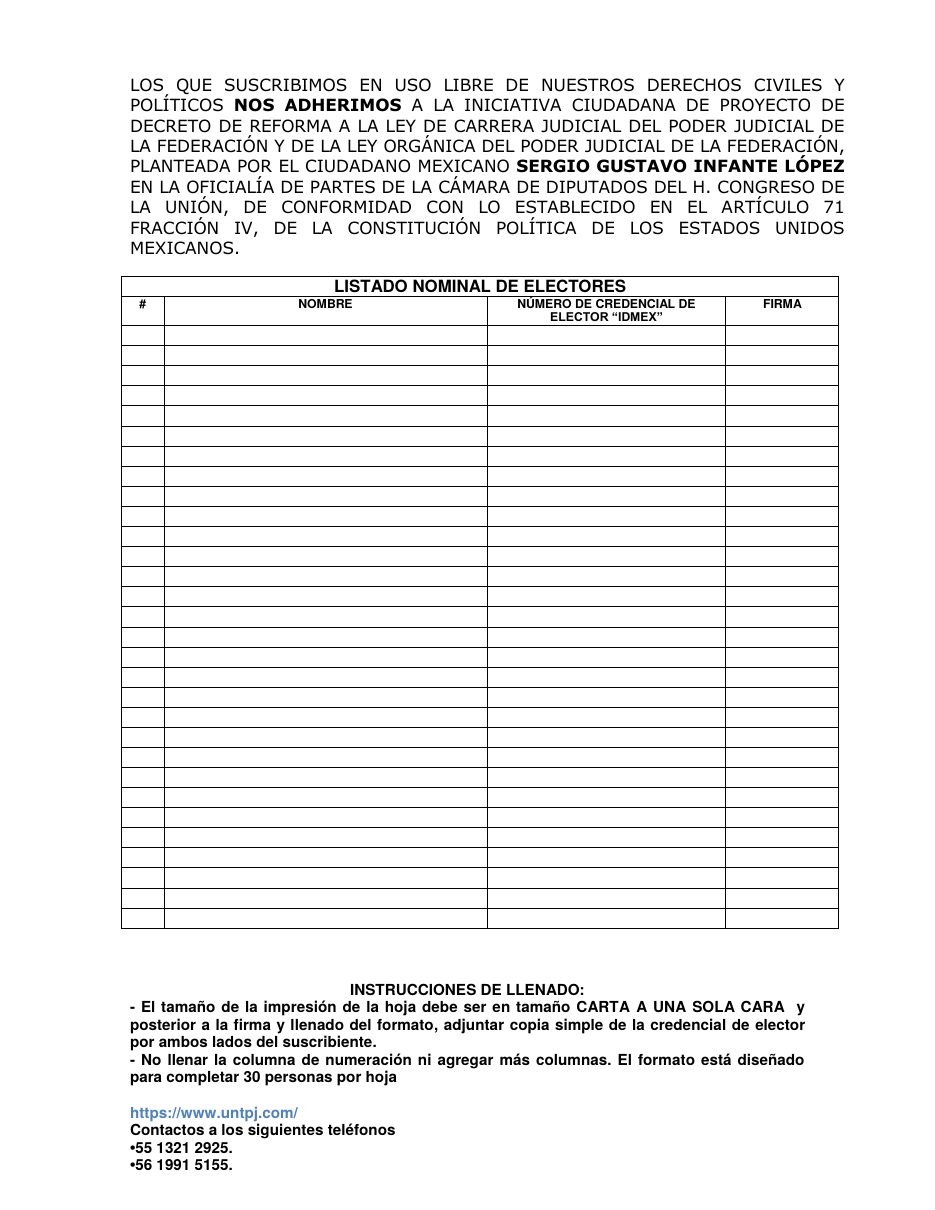 LOS QUE SUSCRIBIMOS EN USO LIBRE DE NUESTROS DERECHOS CIVILES Y
POLÍTICOS NOS ADHERIMOS A LA INICIATIVA CIUDADANA DE PROYECTO DE
DECRETO DE REFORMA A LA LEY DE CARRERA JUDICIAL DEL PODER JUDICIAL DE
LA FEDERACIÓN Y DE LA LEY ORGÁNICA DEL PODER JUDICIAL DE LA FEDERACIÓN,
PLANTEADA POR EL CIUDADANO MEXICANO SERGIO GUSTAVO INFANTE LÓPEZ
EN LA OFICIALÍA DE PARTES DE LA CÁMARA DE DIPUTADOS DEL H. CONGRESO DE
LA UNIÓN, DE CONFORMIDAD CON LO ESTABLECIDO EN EL ARTÍCULO 71
FRACCIÓN IV, DE LA CONSTITUCIÓN POLÍTICA DE LOS ESTADOS UNIDOS
MEXICANOS.
LISTADO NOMINAL DE ELECTORES
# NOMBRE NÚMERO DE CREDENCIAL DE FIRMA
ELECTOR “IDMEX”
INSTRUCCIONES DE LLENADO:
- El tamaño de la impresión de la hoja debe ser en tamaño CARTA A UNA SOLA CARA y
posterior a la firma y llenado del formato, adjuntar copia simple de la credencial de elector
por ambos lados del suscribiente.
- No llenar la columna de numeración ni agregar más columnas. El formato está diseñado
para completar 30 personas por hoja
https://www.untpj.com/
Contactos a los siguientes teléfonos
•55 1321 2925.
•56 1991 5155.